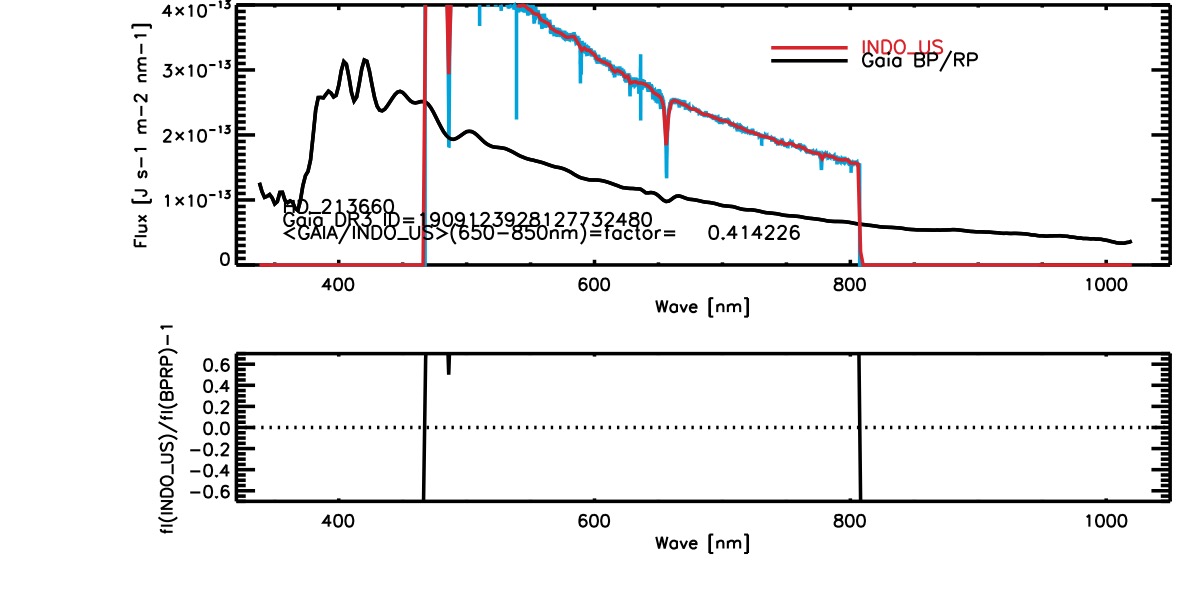 4×10−13
3×10−13
2×10−13
1×10−13
0
Flux [J s−1 m−2 nm−1]
INDO_US
Gaia BP/RP
HD_213660
Gaia DR3 ID=1909123928127732480
<GAIA/INDO_US>(650−850nm)=factor= 0.414226
400 600 800 1000
Wave [nm]
0.6
0.4
0.2
0.0
−0.2
−0.4
−0.6
fl(INDO_US)/fl(BPRP)−1
400 600 800 1000
Wave [nm]